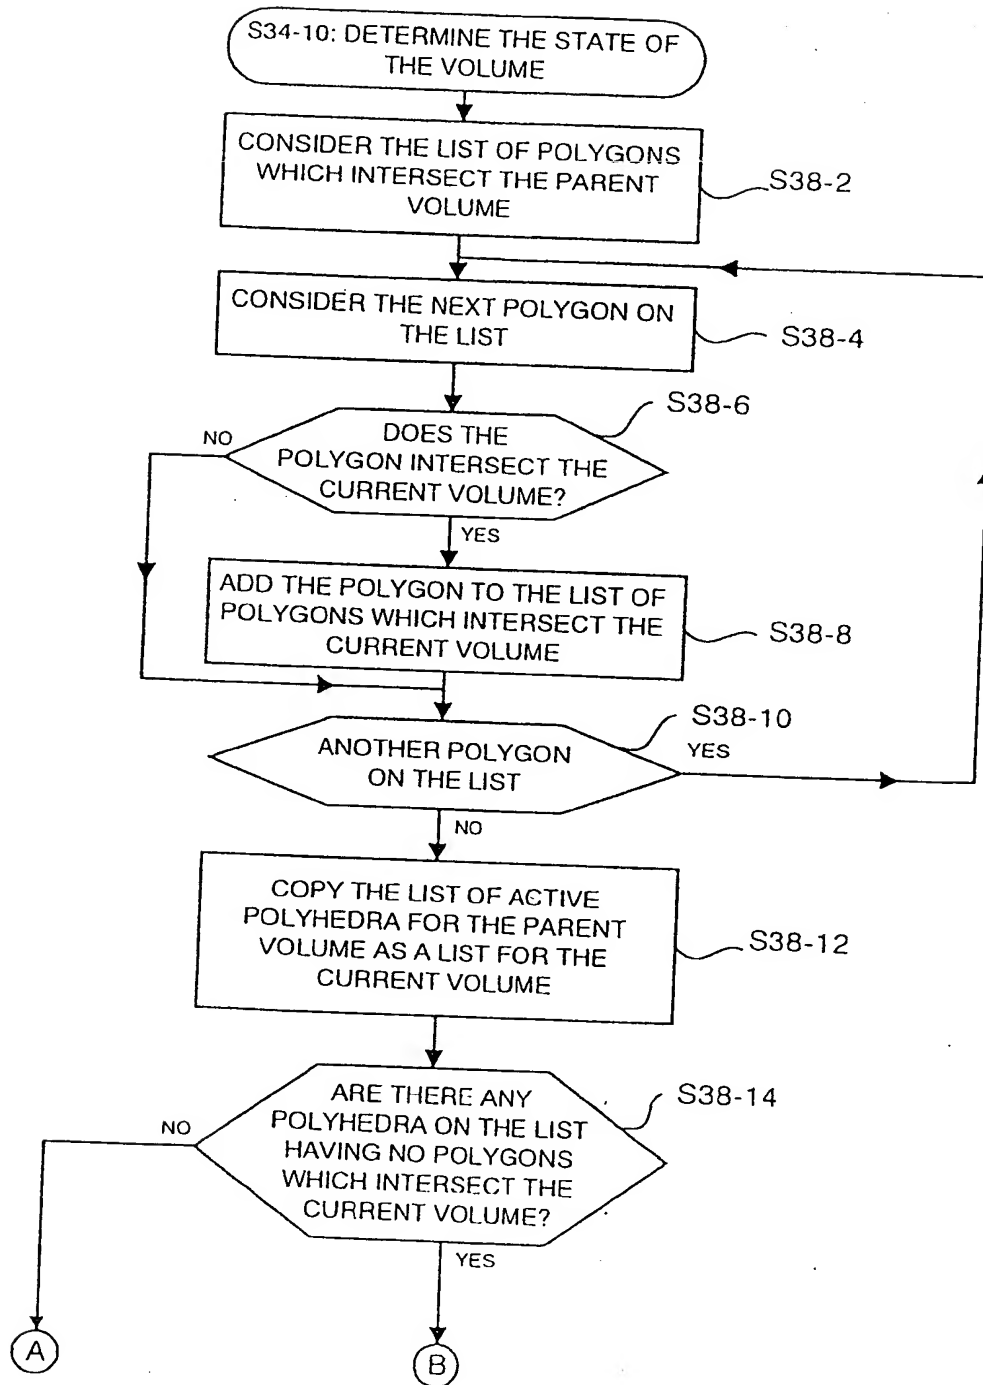 S34-10: DETERMINE THE STATE OF
THE VOLUME
CONSIDER THE LIST OF POLYGONS
WHICH INTERSECT THE PARENT
VOLUME
S38-2
CONSIDER THE NEXT POLYGON ON
THE LIST
S38-4
S38-6
NO
DOES THE
POLYGON INTERSECT THE
CURRENT VOLUME?
YES
ADD THE POLYGON TO THE LIST OF
POLYGONS WHICH INTERSECT THE
CURRENT VOLUME
S38-8
S38-10
ANOTHER POLYGON
ON THE LIST
YES
NO
COPY THE LIST OF ACTIVE
POLYHEDRA FOR THE PARENT
VOLUME AS A LIST FOR THE
CURRENT VOLUME
S38-12
S38-14
ARE THERE ANY
POLYHEDRA ON THE LIST
HAVING NO POLYGONS
WHICH INTERSECT THE
CURRENT VOLUME?
NO
YES
A
B